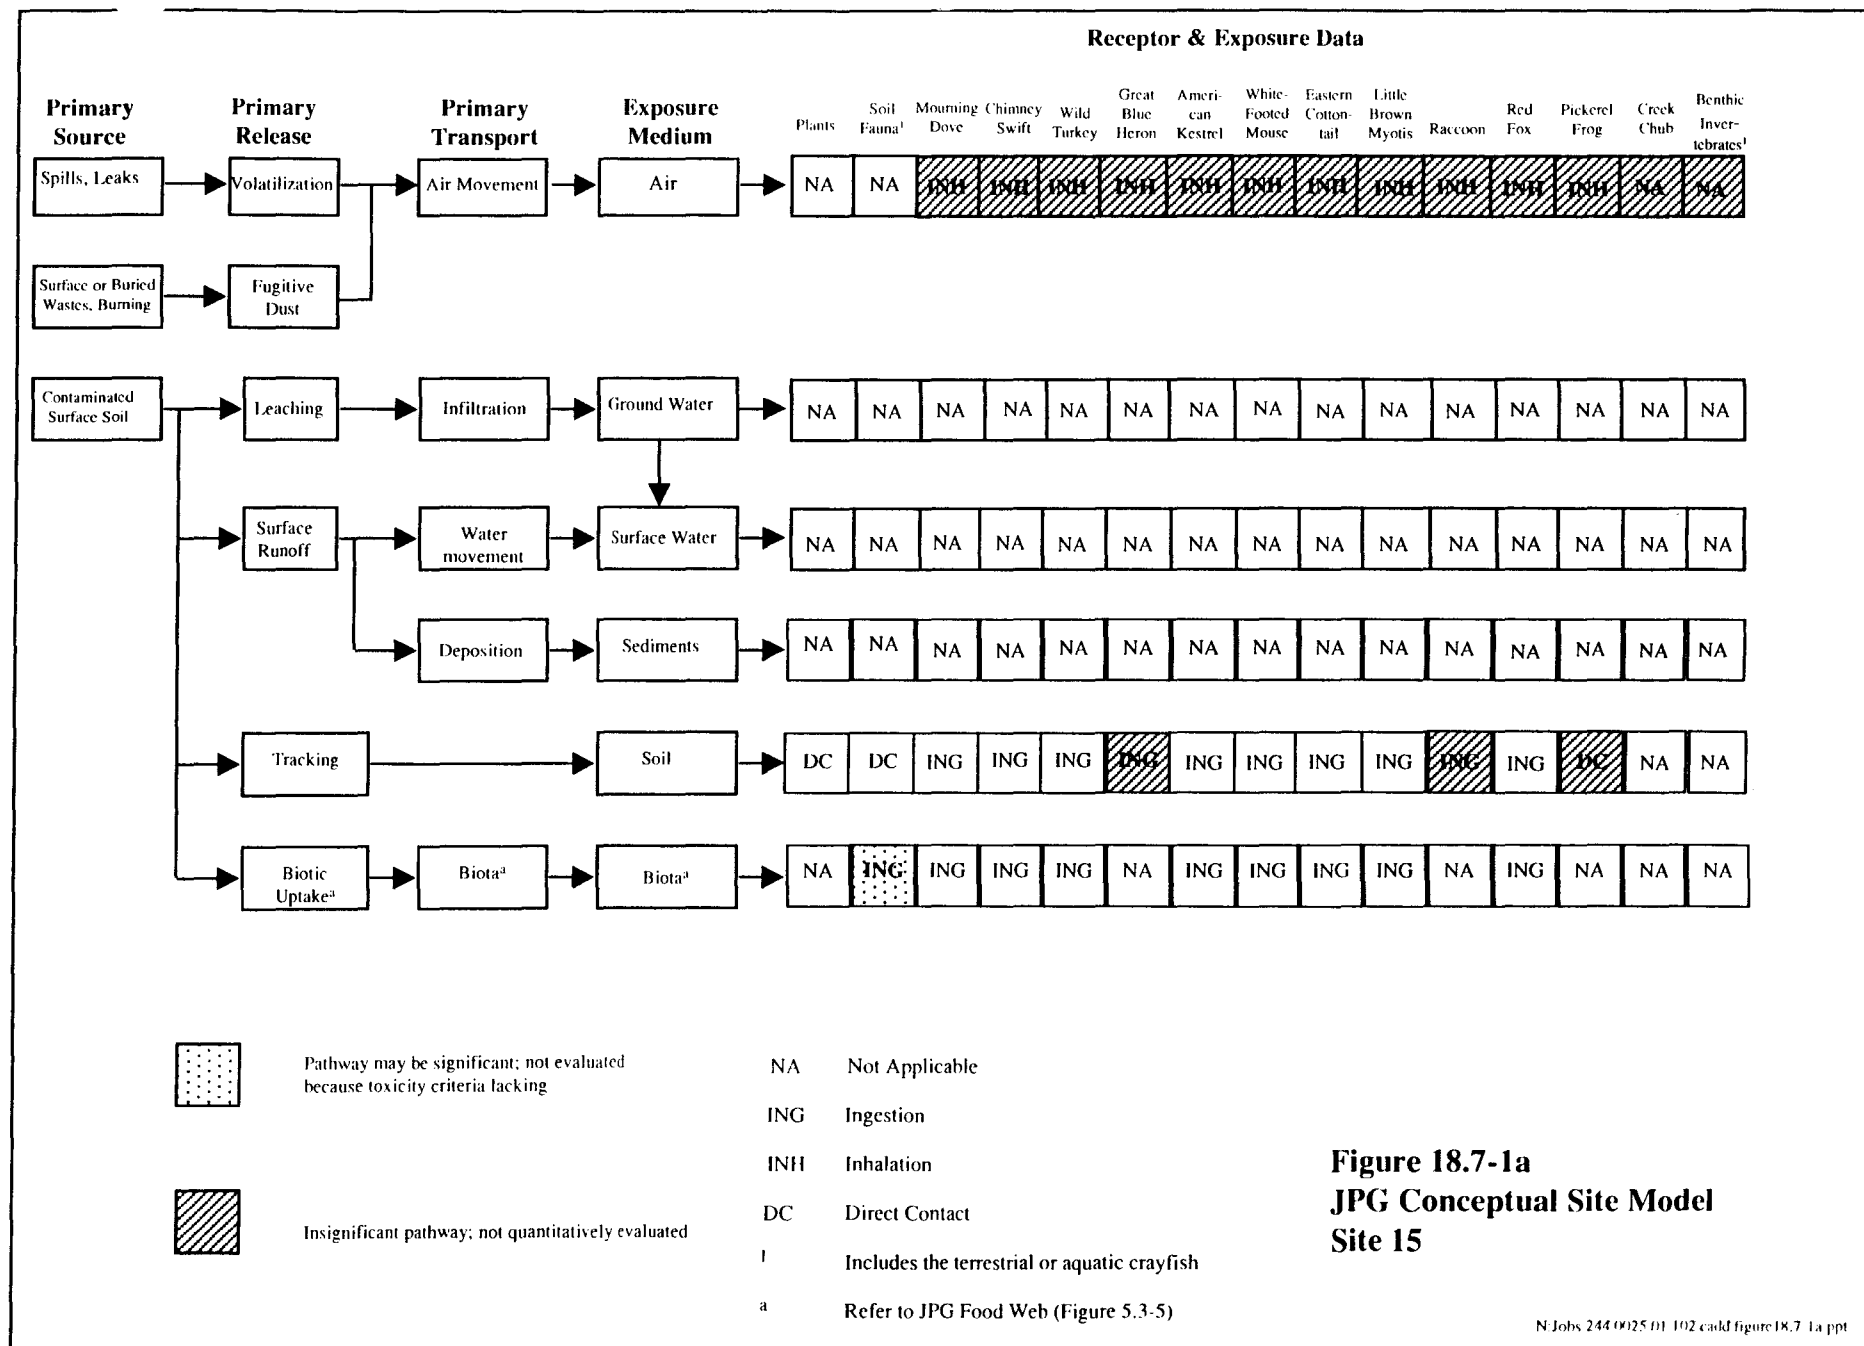 Receptor & Exposure Data
Primary Source
Primary Release
Primary Transport
Exposure Medium
Plants
Soil Fauna¹
Mourning Dove
Chimney Swift
Wild Turkey
Great Blue Heron
Ameri-can Kestrel
White-Footed Mouse
Eastern Cotton-tail
Little Brown Myotis
Raccoon
Red Fox
Pickerel Frog
Creek Chub
Benthic Inver-tebrates¹
Spills, Leaks
Volatilization
Air Movement
Air
NA NA INH INH INH INH INH INH INH INH INH INH INH NA NA
Surface or Buried
Wastes, Burning
Fugitive
Dust
Contaminated
Surface Soil
Leaching
Infiltration
Ground Water
NA NA NA NA NA NA NA NA NA NA NA NA NA NA NA
Surface
Runoff
Water
movement
Surface Water
NA NA NA NA NA NA NA NA NA NA NA NA NA NA NA
Deposition
Sediments
NA NA NA NA NA NA NA NA NA NA NA NA NA NA NA
Tracking
Soil
DC DC ING ING ING ING ING ING ING ING ING ING DC NA NA
Biotic
Uptakeᵃ
Biotaᵃ
Biotaᵃ
NA ING ING ING ING NA ING ING ING ING NA ING NA NA NA
Pathway may be significant; not evaluated
because toxicity criteria lacking
Insignificant pathway; not quantitatively evaluated
NA Not Applicable
ING Ingestion
INH Inhalation
DC Direct Contact
¹ Includes the terrestrial or aquatic crayfish
ᵃ Refer to JPG Food Web (Figure 5.3-5)
Figure 18.7-1a
JPG Conceptual Site Model
Site 15